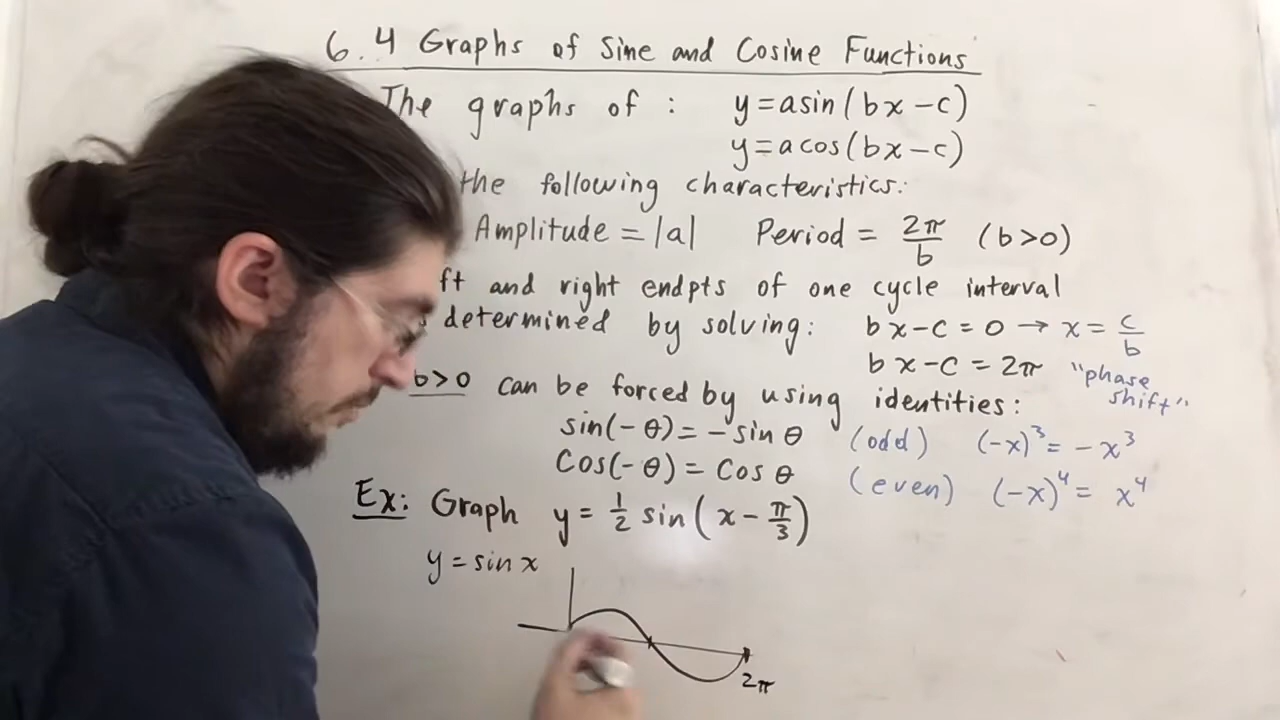 6.4 Graphs of Sine and Cosine Functions
The graphs of : y=asin(bx-c)
y=acos(bx-c)
the following characteristics:
Amplitude = |a| Period = 2π/b (b>0)
ft and right endpts of one cycle interval
determined by solving: bx-c=0 → x= c/b
bx-c=2π "phase shift"
b>0 can be forced by using identities:
sin(-θ)=-sin θ (odd) (-x)³= -x³
Cos(-θ)= Cos θ (even) (-x)⁴= x⁴
Ex: Graph y= 1/2 sin(x-π/3)
y=sin x
2π